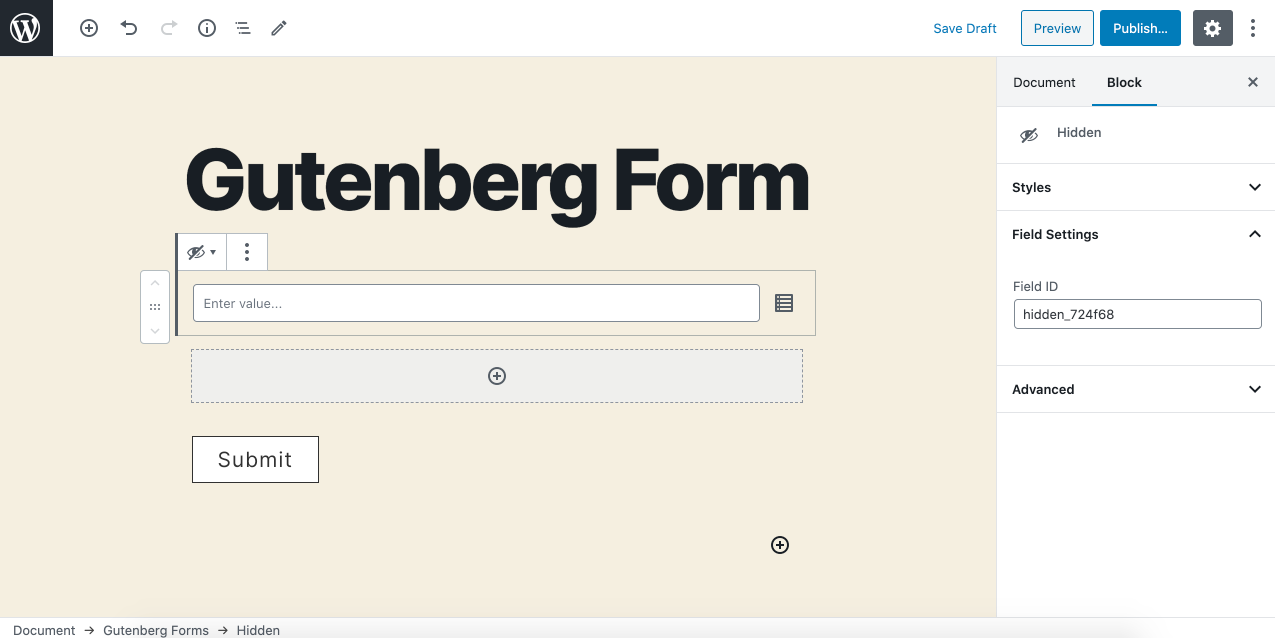 Save Draft
Preview
Publish...
Document
Block
Hidden
Styles
Field Settings
Field ID
hidden_724f68
Advanced
Gutenberg Form
Enter value...
Submit
Document → Gutenberg Forms → Hidden